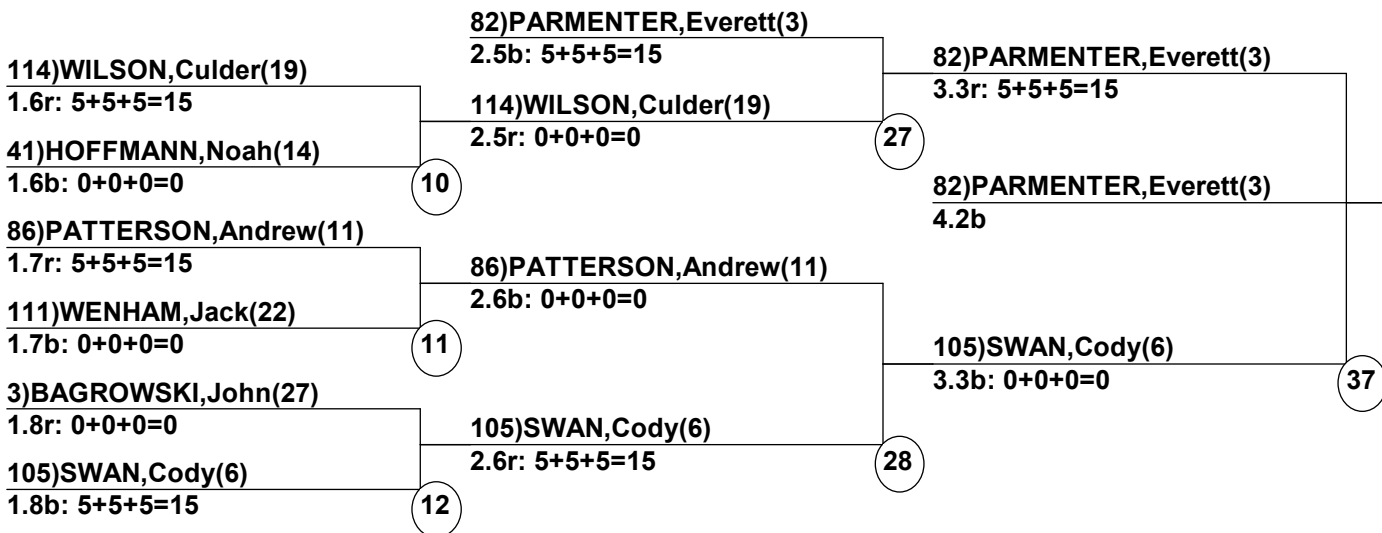 82)PARMENTER,Everett(3)
2.5b: 5+5+5=15
114)WILSON,Culder(19)
1.6r: 5+5+5=15
82)PARMENTER,Everett(3)
3.3r: 5+5+5=15
114)WILSON,Culder(19)
2.5r: 0+0+0=0
27
41)HOFFMANN,Noah(14)
1.6b: 0+0+0=0
10
82)PARMENTER,Everett(3)
4.2b
86)PATTERSON,Andrew(11)
1.7r: 5+5+5=15
86)PATTERSON,Andrew(11)
2.6b: 0+0+0=0
111)WENHAM,Jack(22)
1.7b: 0+0+0=0
11
105)SWAN,Cody(6)
3.3b: 0+0+0=0
37
3)BAGROWSKI,John(27)
1.8r: 0+0+0=0
105)SWAN,Cody(6)
2.6r: 5+5+5=15
28
105)SWAN,Cody(6)
1.8b: 5+5+5=15
12